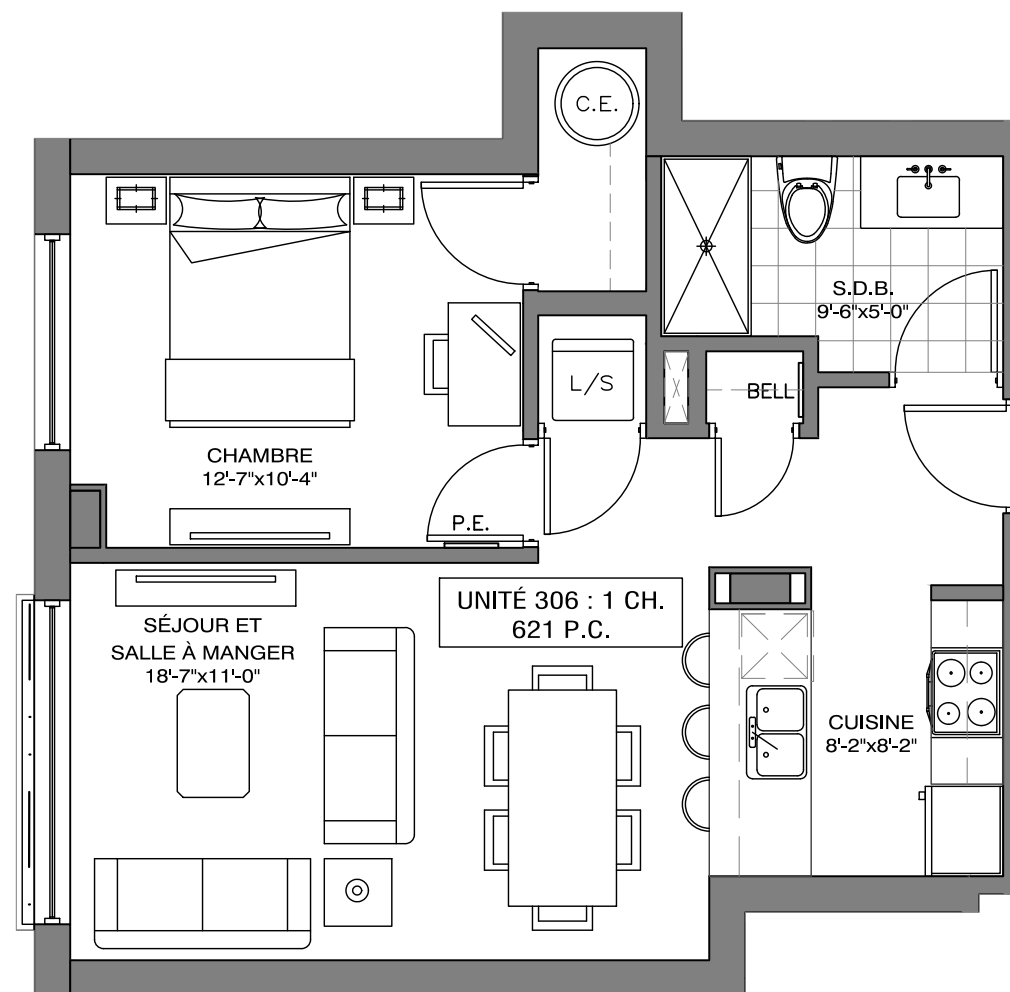 C.E.
S.D.B.
9'-6"x5'-0"
L/S
BELL
CHAMBRE
12'-7"x10'-4"
P.E.
UNITÉ 306 : 1 CH.
621 P.C.
SÉJOUR ET
SALLE À MANGER
18'-7"x11'-0"
CUISINE
8'-2"x8'-2"